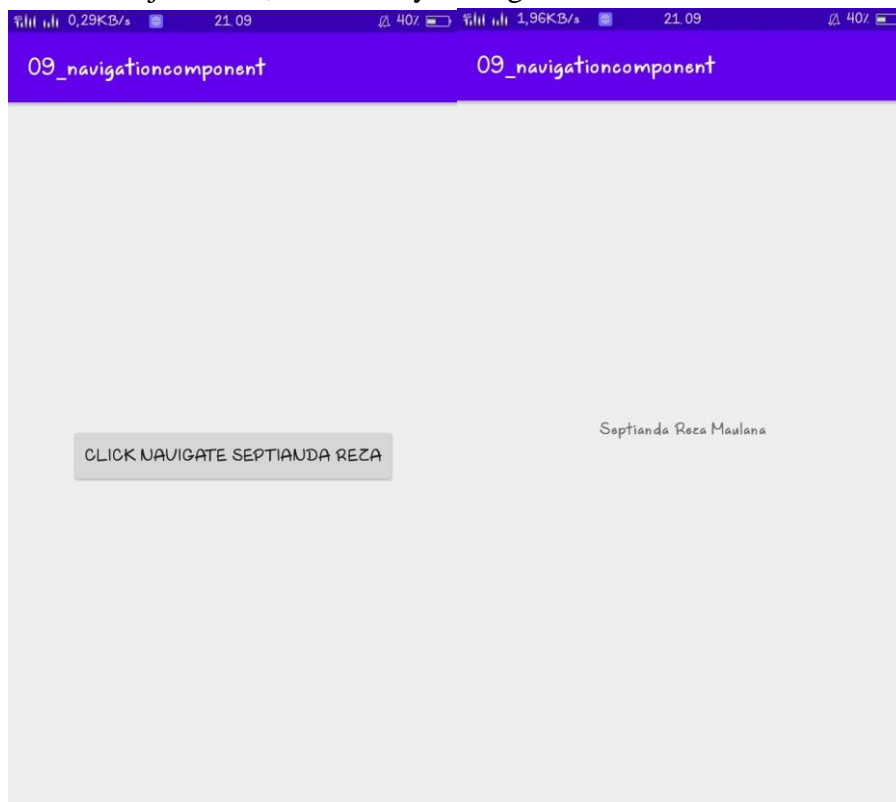 0,29KB/s 21.09 40%
09_navigationcomponent
CLICK NAVIGATE SEPTIANDA REZA
1,96KB/s 21.09 40%
09_navigationcomponent
Septianda Reza Maulana